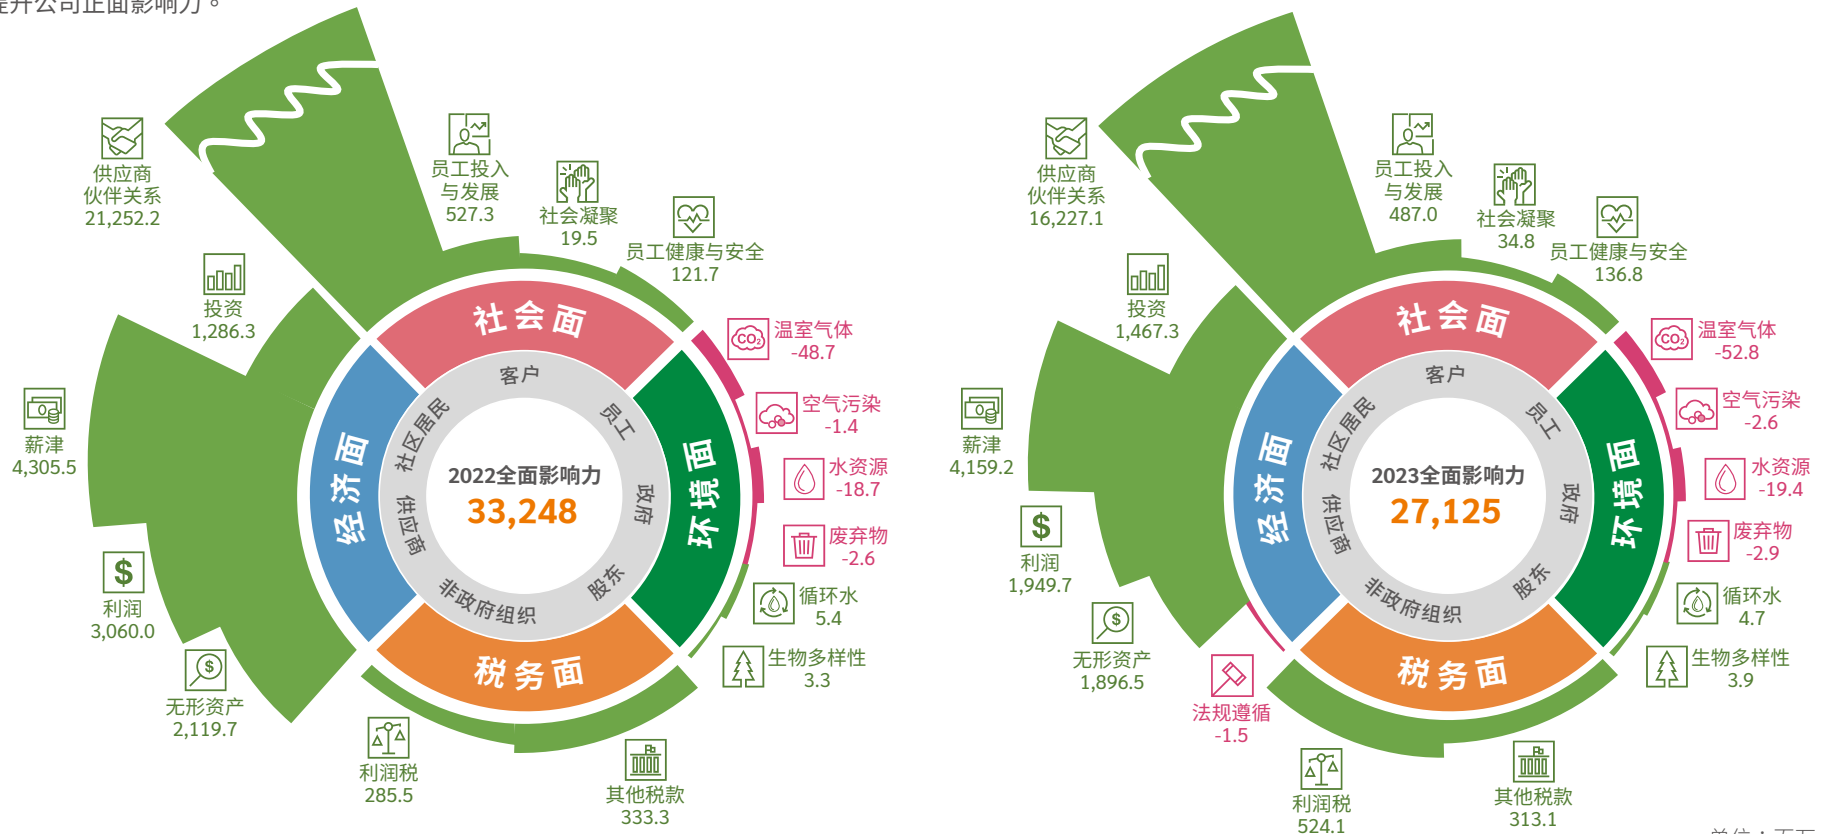 提升公司正面影响力。
供应商
伙伴关系
21,252.2
员工投入
与发展
527.3
社会凝聚
19.5
员工健康与安全
121.7
投资
1,286.3
薪津
4,305.5
$
利润
3,060.0
$
无形资产
2,119.7
利润税
285.5
其他税款
333.3
CO₂
温室气体
-48.7
空气污染
-1.4
水资源
-18.7
废弃物
-2.6
循环水
5.4
生物多样性
3.3
社会面
环境面
税务面
经济面
客户
员工
政府
股东
非政府组织
供应商
社区居民
2022全面影响力
33,248
供应商
伙伴关系
16,227.1
员工投入
与发展
487.0
社会凝聚
34.8
员工健康与安全
136.8
投资
1,467.3
薪津
4,159.2
$
利润
1,949.7
$
无形资产
1,896.5
法规遵循
-1.5
利润税
524.1
其他税款
313.1
CO₂
温室气体
-52.8
空气污染
-2.6
水资源
-19.4
废弃物
-2.9
循环水
4.7
生物多样性
3.9
社会面
环境面
税务面
经济面
客户
员工
政府
股东
非政府组织
供应商
社区居民
2023全面影响力
27,125